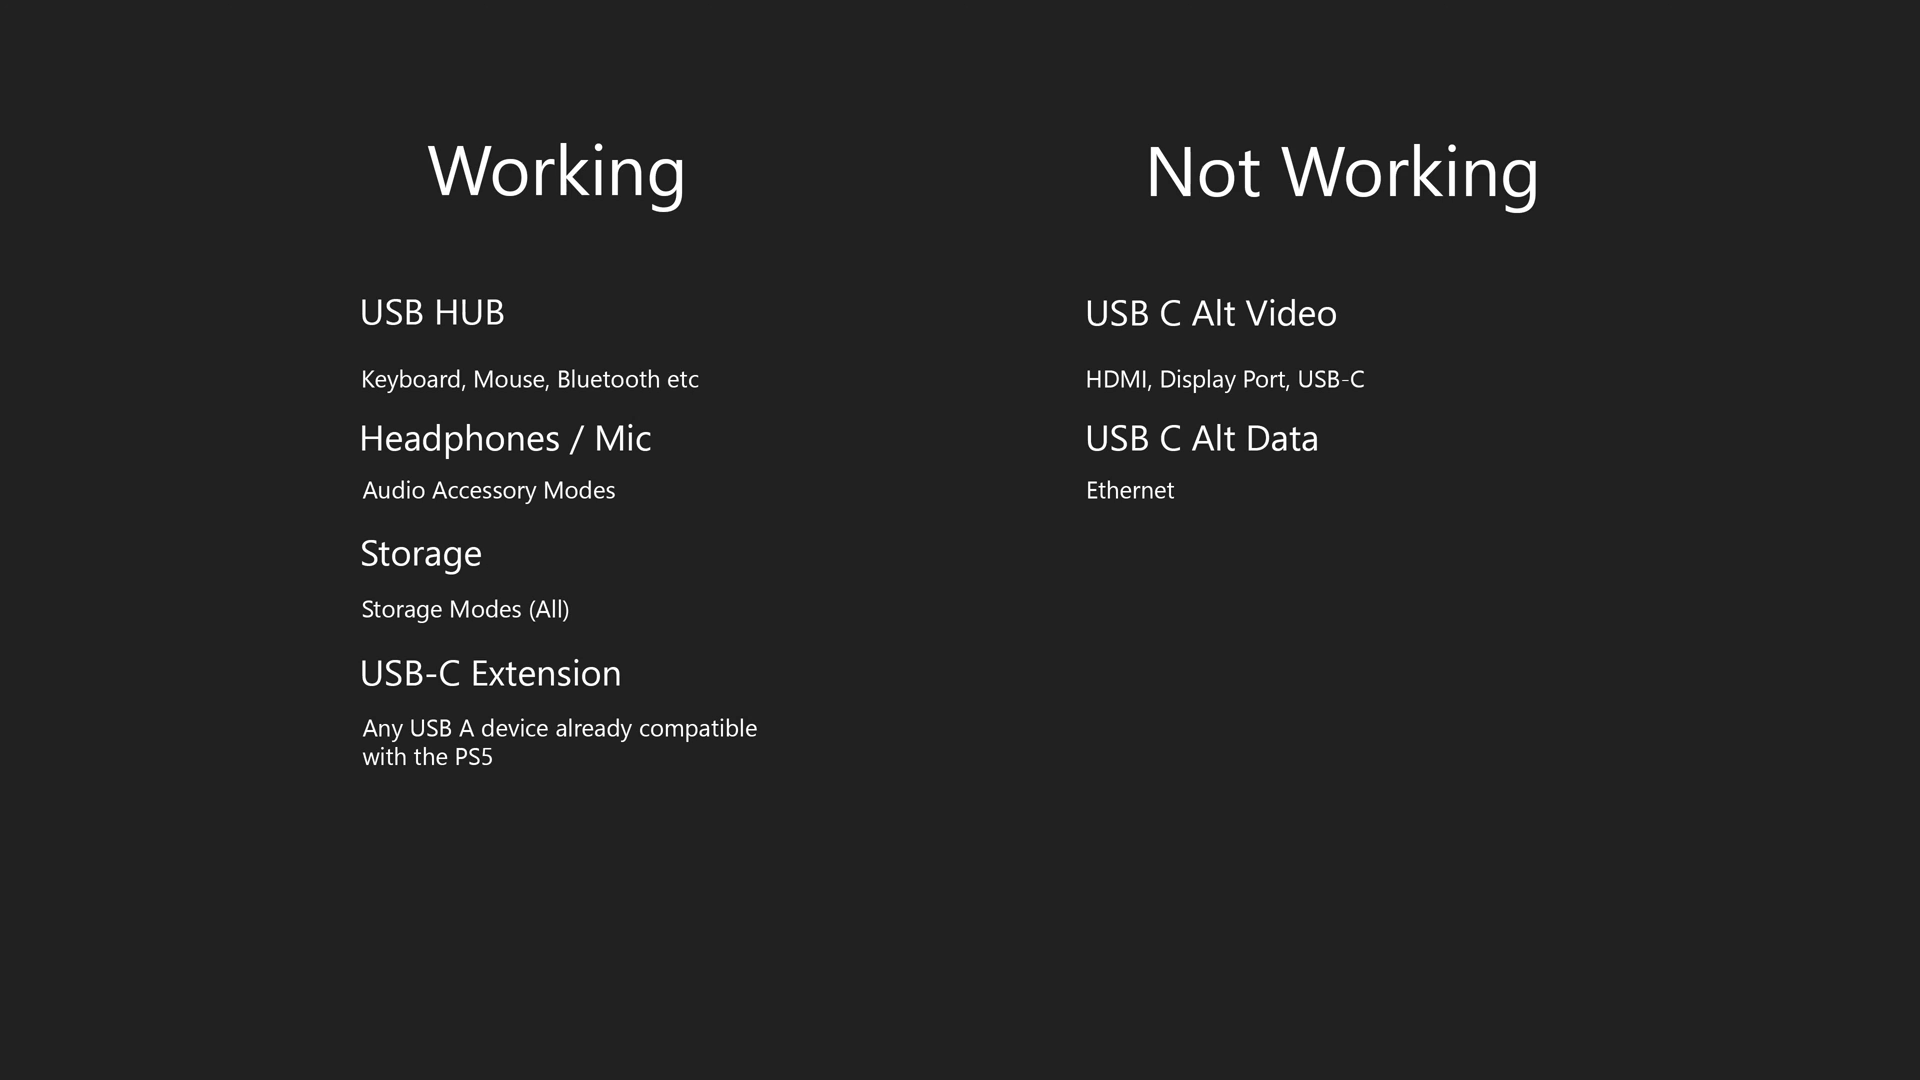 Working
USB HUB
Keyboard, Mouse, Bluetooth etc
Headphones / Mic
Audio Accessory Modes
Storage
Storage Modes (All)
USB-C Extension
Any USB A device already compatible
with the PS5
Not Working
USB C Alt Video
HDMI, Display Port, USB-C
USB C Alt Data
Ethernet